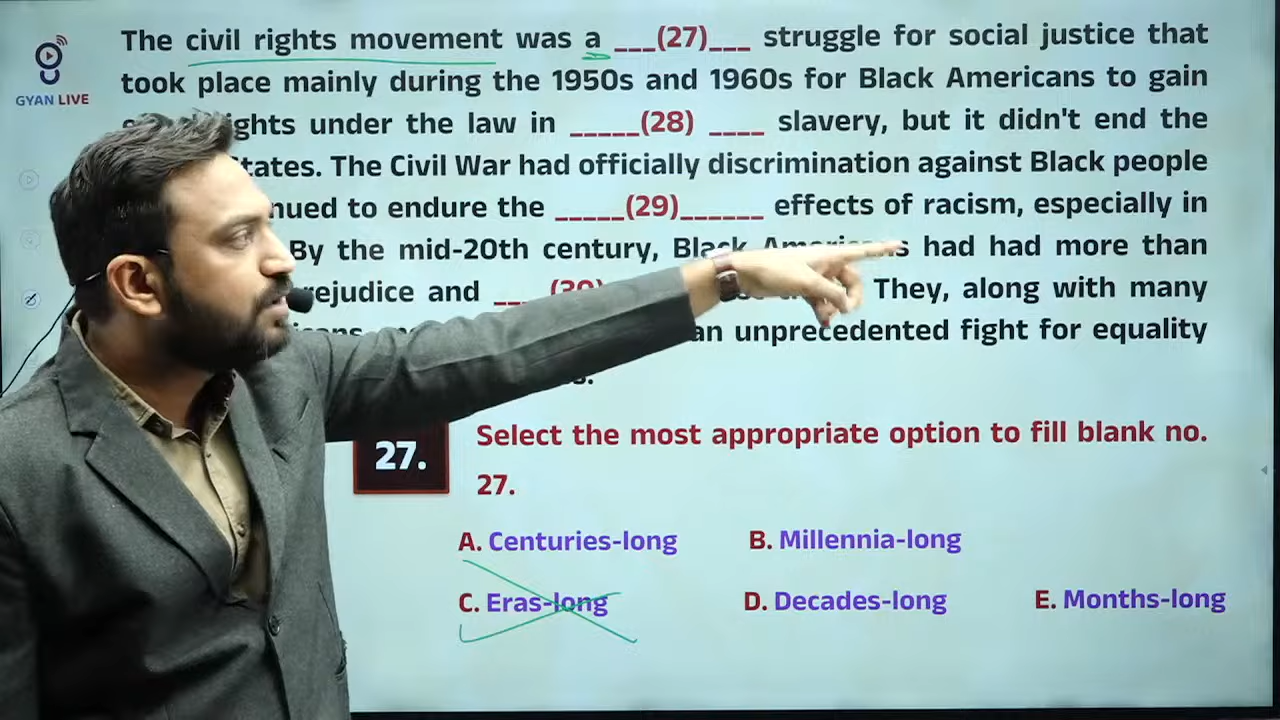 The civil rights movement was a ___(27)___ struggle for social justice that
GYAN LIVE
took place mainly during the 1950s and 1960s for Black Americans to gain
under the law in _____(28) ____ slavery, but it didn't end the
The Civil War had officially discrimination against Black people
to endure the _____(29)______ effects of racism, especially in
By the mid-20th century, Black Americans had had more than
and ___(30) They, along with many
an unprecedented fight for equality
27.
Select the most appropriate option to fill blank no.
27.
A. Centuries-long B. Millennia-long
C. Eras-long D. Decades-long E. Months-long